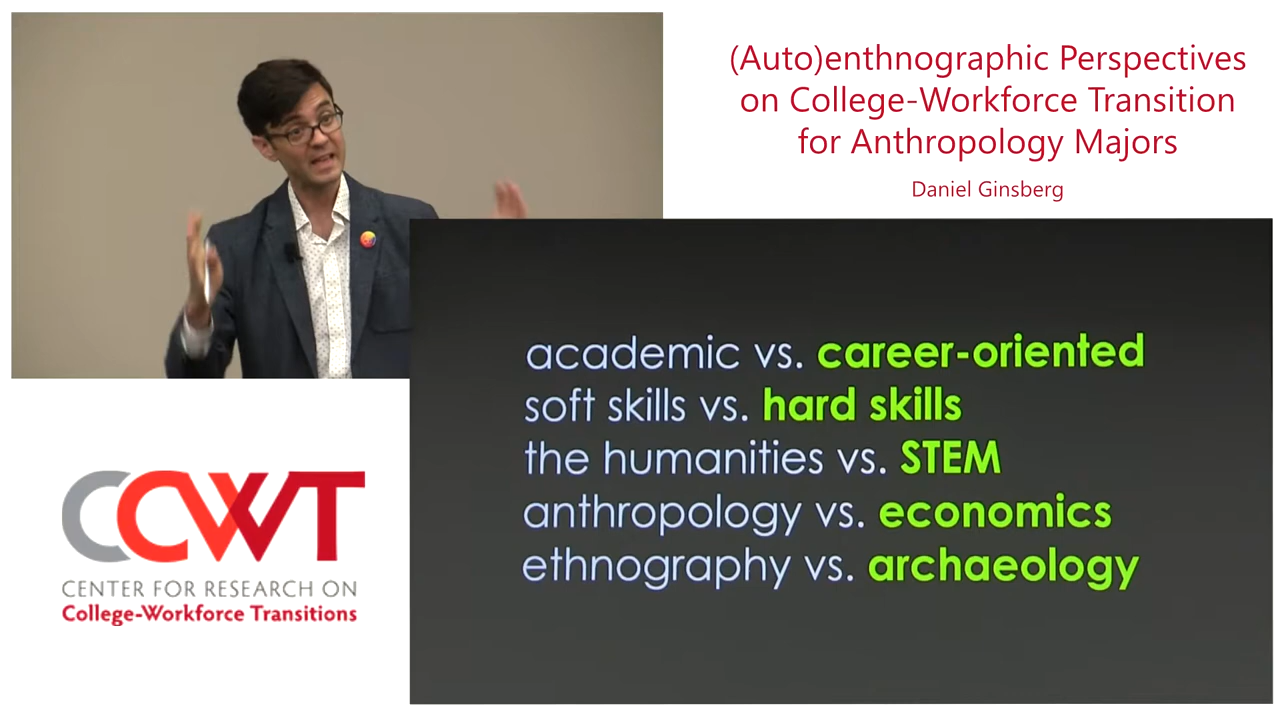 (Auto)enthnographic Perspectives
on College-Workforce Transition
for Anthropology Majors
Daniel Ginsberg
academic vs. career-oriented
soft skills vs. hard skills
the humanities vs. STEM
anthropology vs. economics
ethnography vs. archaeology
CCWT
CENTER FOR RESEARCH ON
College-Workforce Transitions